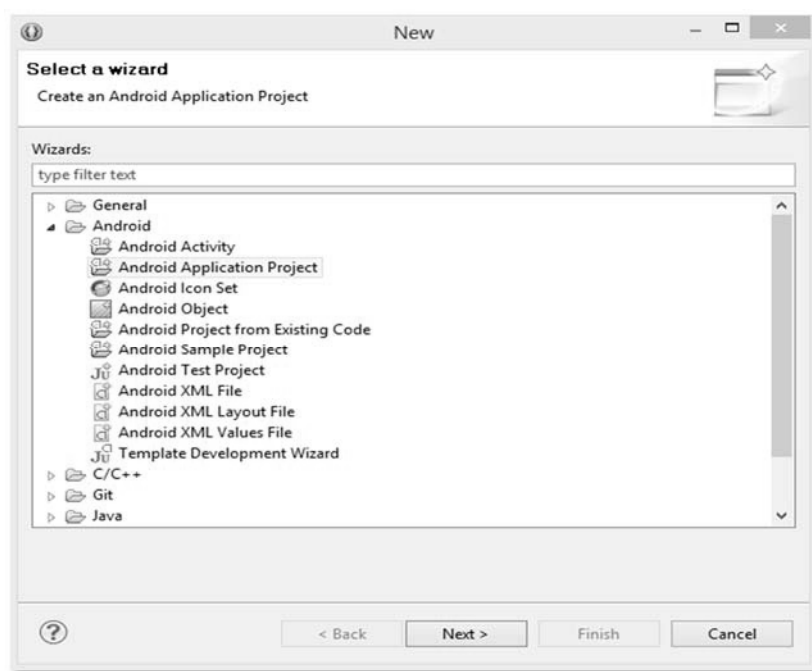 New
Select a wizard
Create an Android Application Project
Wizards:
type filter text
General
Android
Android Activity
Android Application Project
Android Icon Set
Android Object
Android Project from Existing Code
Android Sample Project
Android Test Project
Android XML File
Android XML Layout File
Android XML Values File
Template Development Wizard
C/C++
Git
Java
< Back Next > Finish Cancel